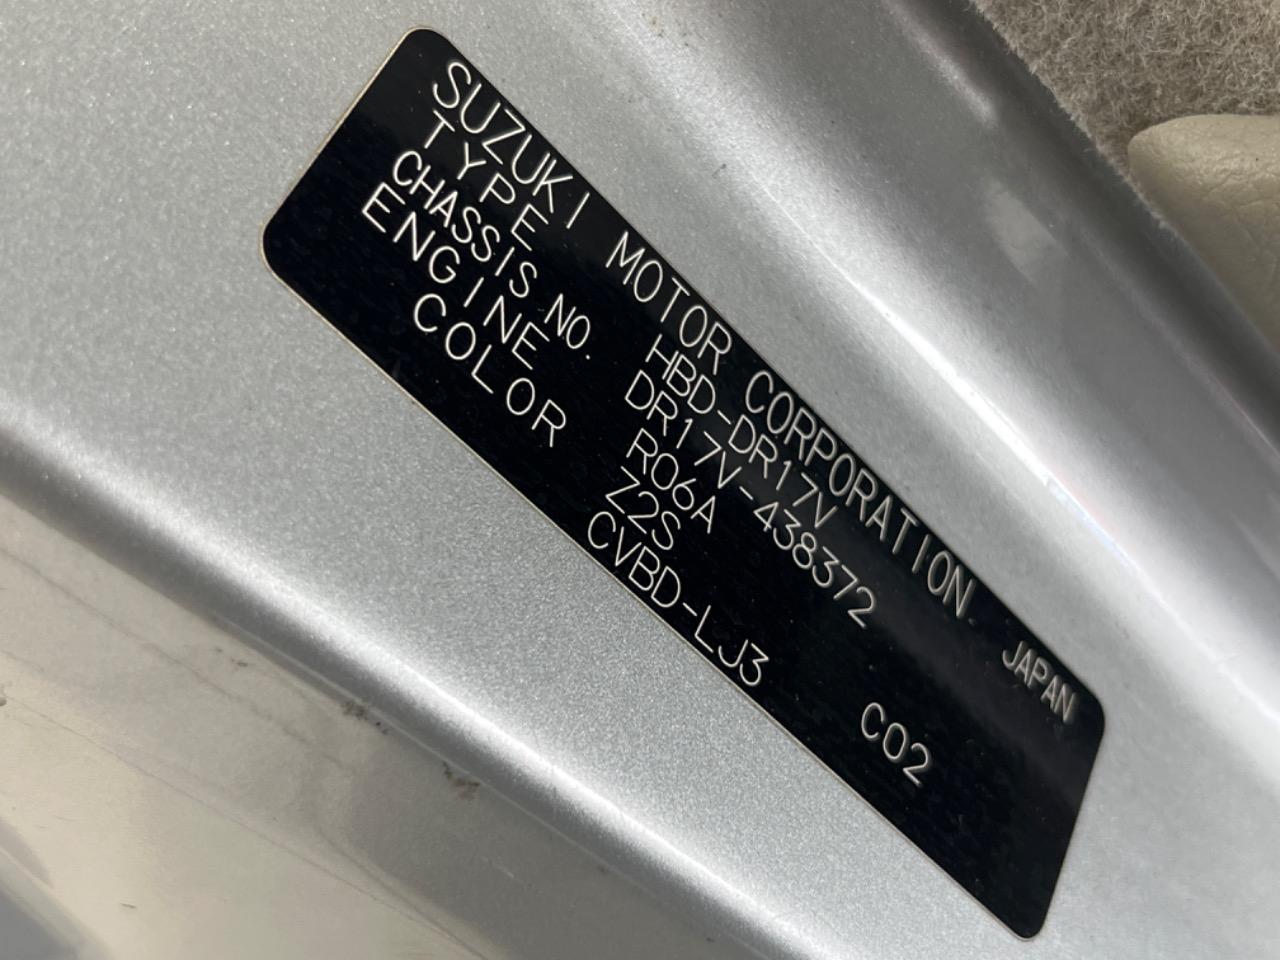 SUZUKI MOTOR CORPORATION. JAPAN
TYPE HBD-DR17V
CHASSIS NO. DR17V-438372
ENGINE R06A
COLOR Z2S
CVBD-LJ3 C02